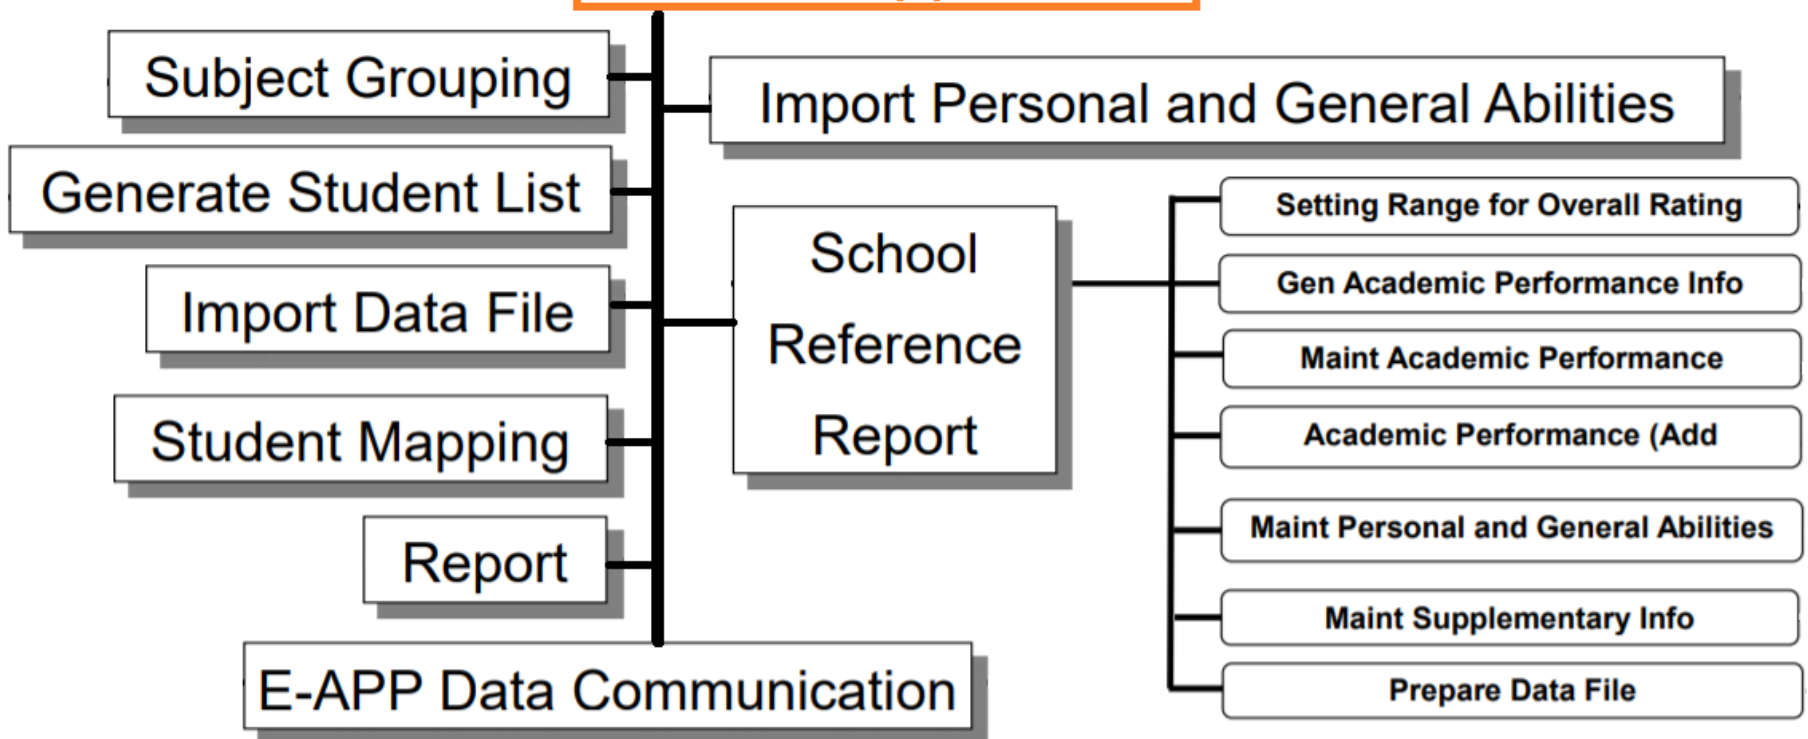 Subject Grouping
Import Personal and General Abilities
Generate Student List
Import Data File
Student Mapping
Report
E-APP Data Communication
School
Reference
Report
Setting Range for Overall Rating
Gen Academic Performance Info
Maint Academic Performance
Academic Performance (Add
Maint Personal and General Abilities
Maint Supplementary Info
Prepare Data File